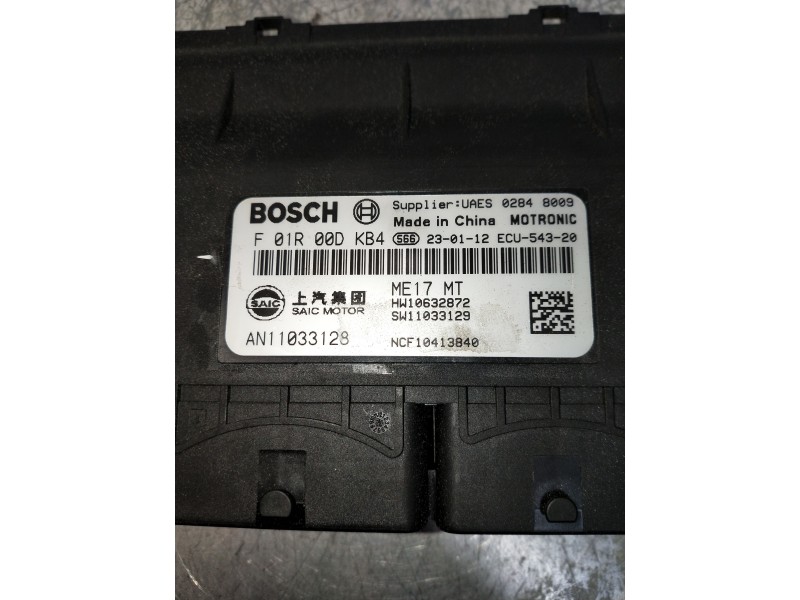 BOSCH Supplier:UAES 0284 8009
Made in China MOTRONIC
F 01R 00D KB4 566 23-01-12 ECU-543-20
ME17 MT
SAIC 上汽集团 HW10632872
SAIC MOTOR SW11033129
AN11033128 NCF10413840